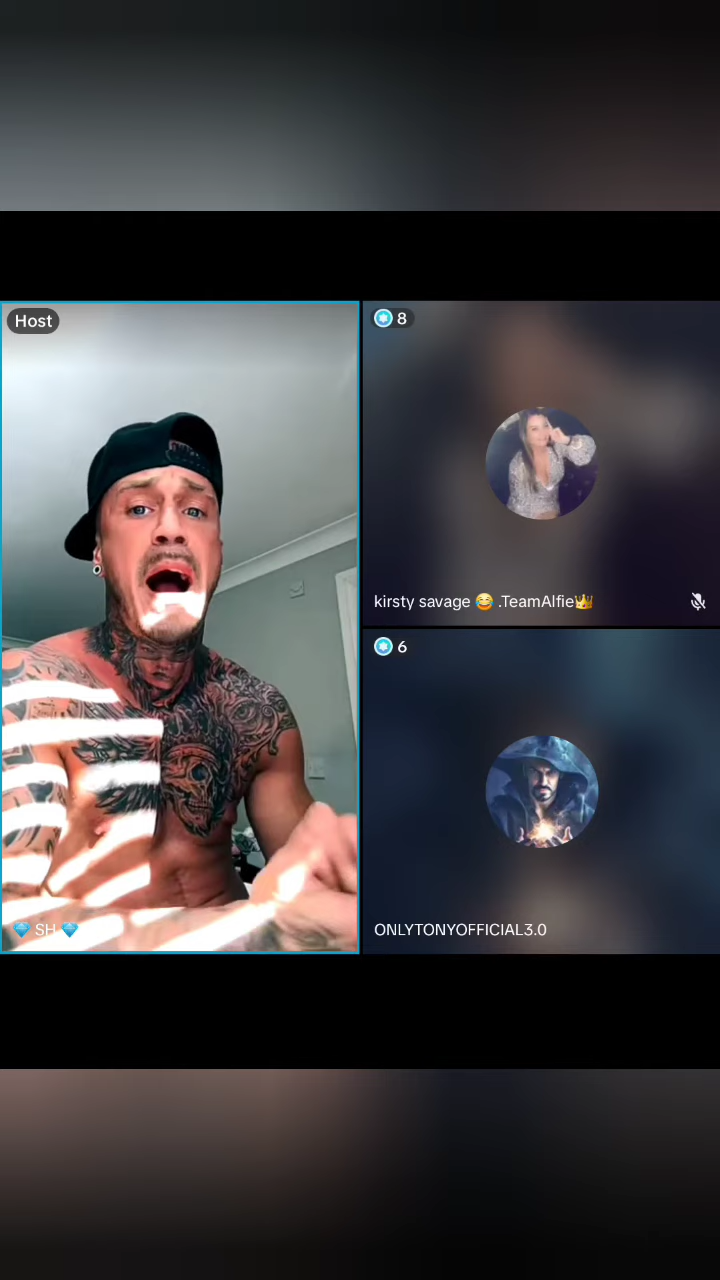 Host
8
kirsty savage 😂 .TeamAlfie👑
6
💎 SH 💎
ONLYTONYOFFICIAL3.0